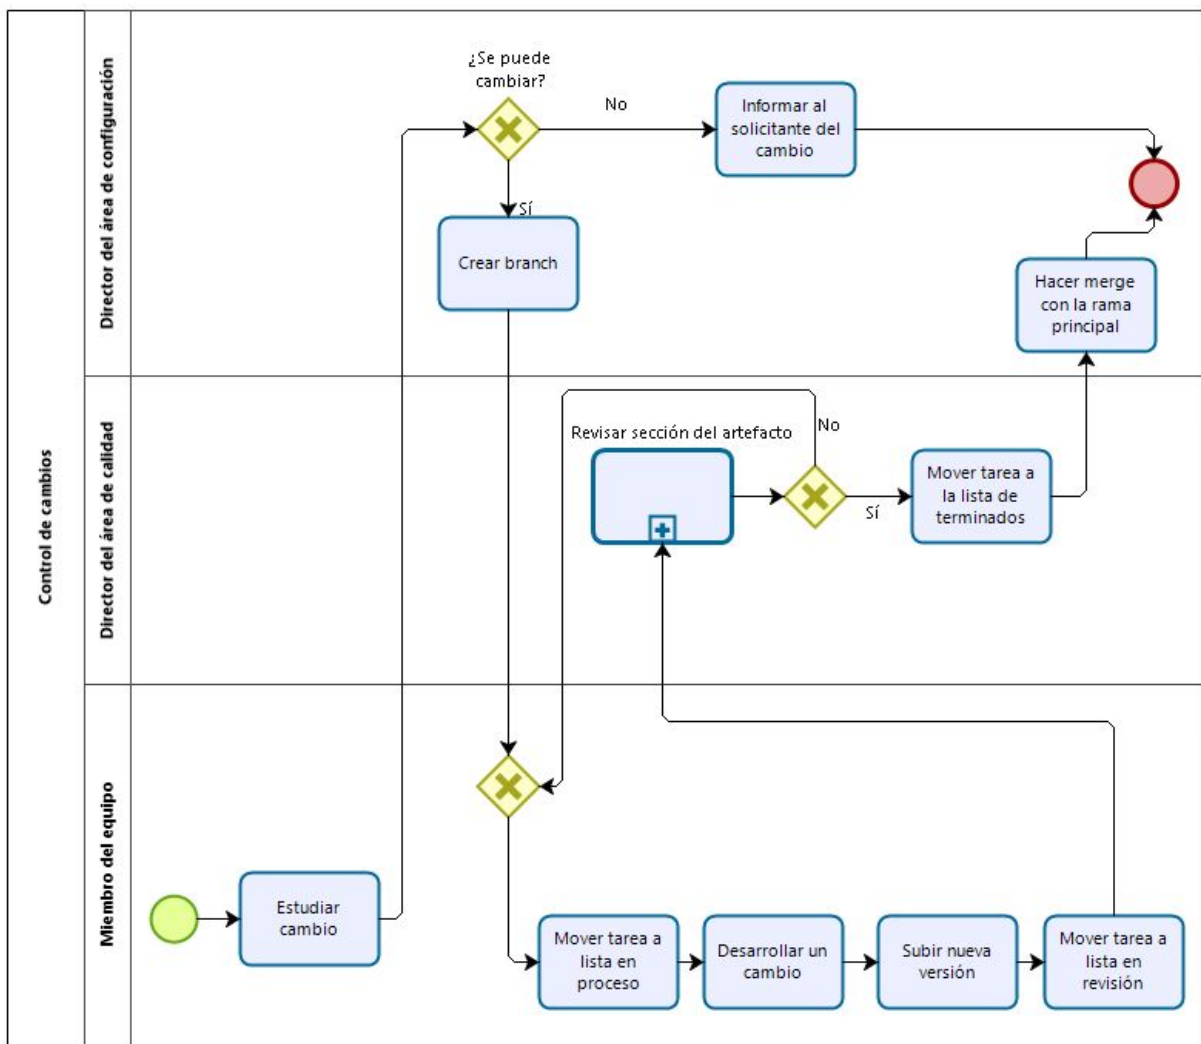 Control de cambios
Director del área de configuración
¿Se puede
cambiar?
No
Informar al
solicitante del
cambio
Sí
Crear branch
Hacer merge
con la rama
principal
Director del área de calidad
Revisar sección del artefacto
No
Sí
Mover tarea a
la lista de
terminados
Miembro del equipo
Estudiar
cambio
Mover tarea a
lista en
proceso
Desarrollar un
cambio
Subir nueva
versión
Mover tarea a
lista en
revisión